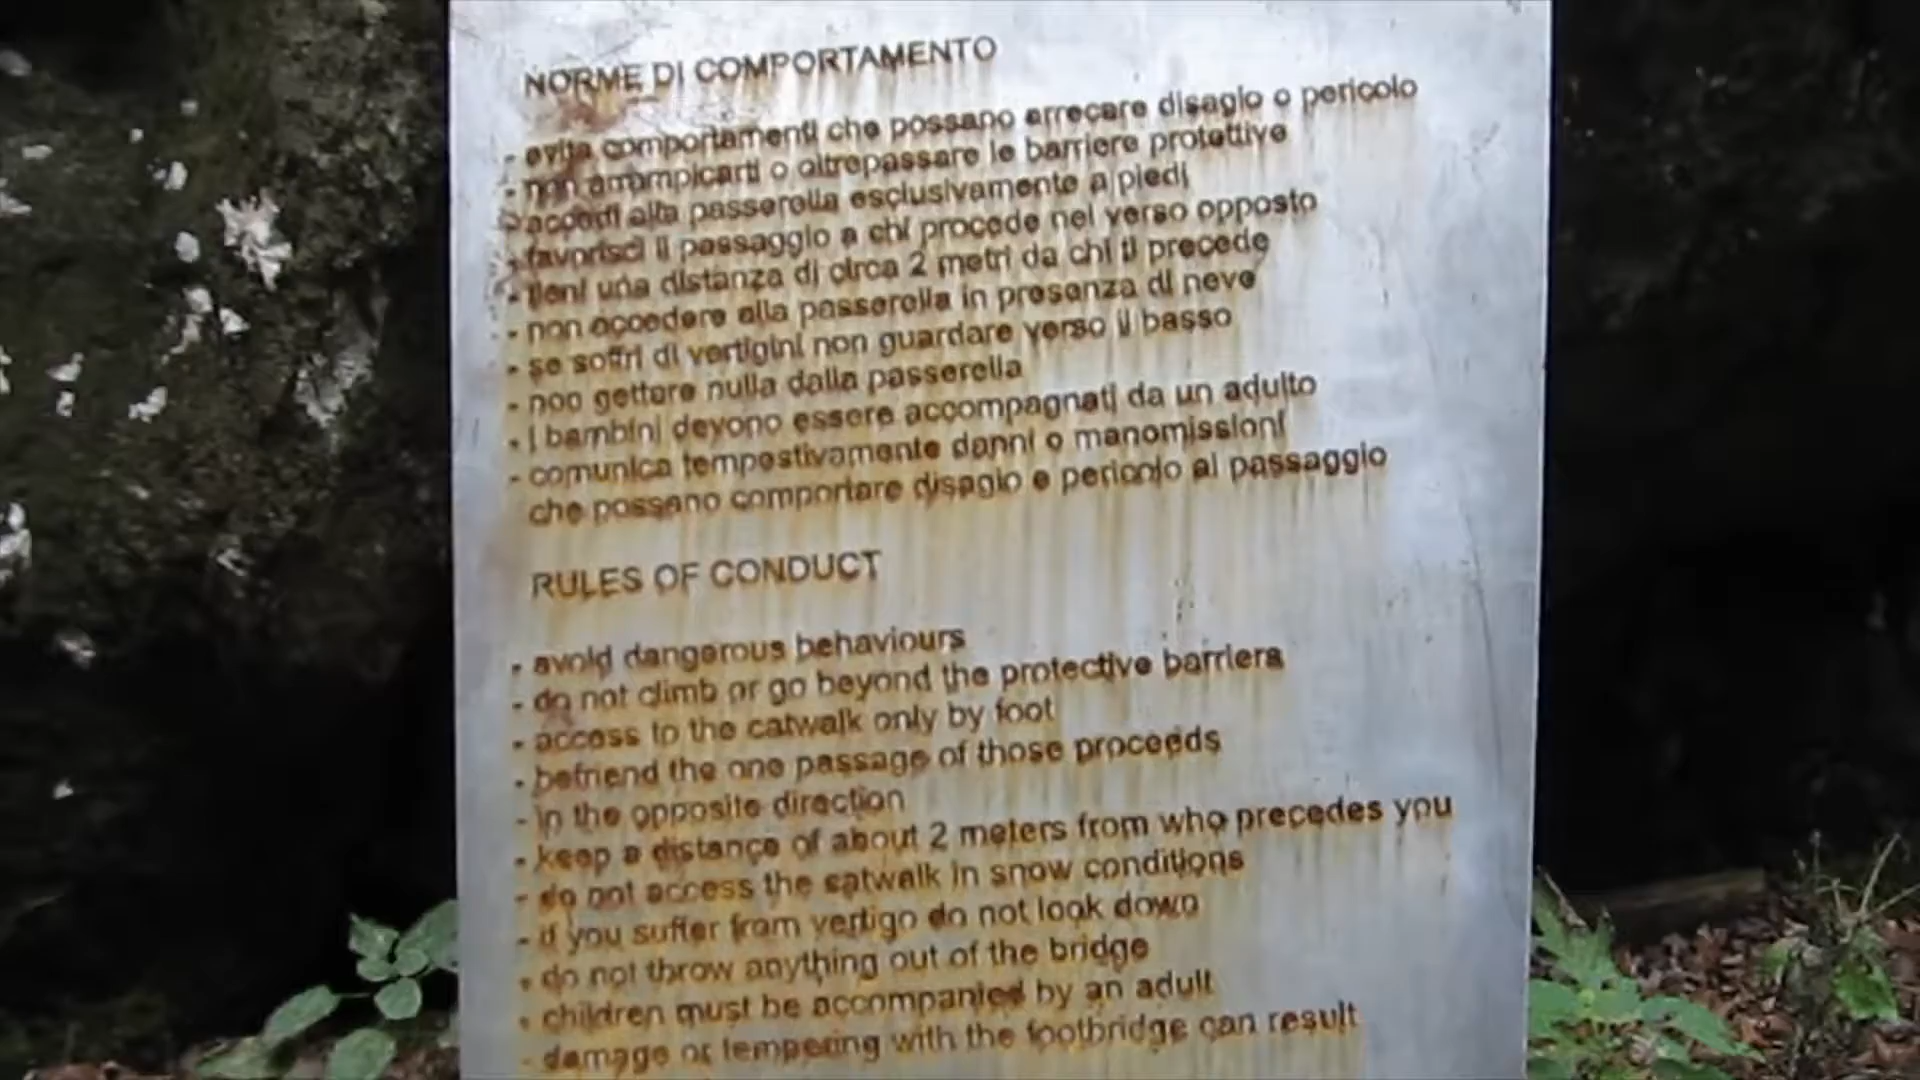 NORME DI COMPORTAMENTO
- evita comportamenti che possano arrecare disagio o pericolo
- non arrampicarti o oltrepassare le barriere protettive
- accedi alla passerella esclusivamente a piedi
- favorisci il passaggio a chi procede nel verso opposto
- tieni una distanza di circa 2 metri da chi ti precede
- non accedere alla passerella in presenza di neve
- se soffri di vertigini non guardare verso il basso
- non gettare nulla dalla passerella
- i bambini devono essere accompagnati da un adulto
- comunica tempestivamente danni o manomissioni
che possano comportare disagio e pericolo al passaggio
RULES OF CONDUCT
- avoid dangerous behaviours
- do not climb or go beyond the protective barriers
- access to the catwalk only by foot
- befriend the one passage of those proceeds
- in the opposite direction
- keep a distance of about 2 meters from who precedes you
- do not access the catwalk in snow conditions
- if you suffer from vertigo do not look down
- do not throw anything out of the bridge
- children must be accompanied by an adult
- damage or tempering with the footbridge can result